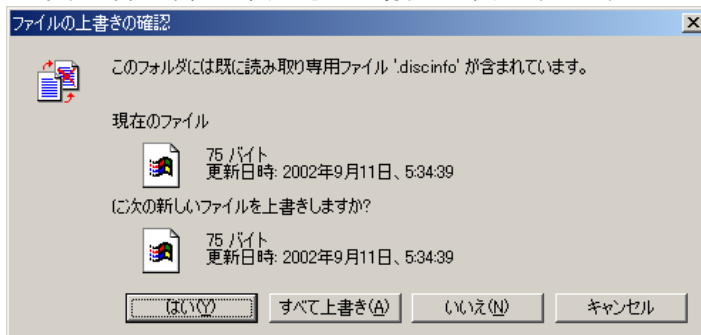 ファイルの上書きの確認
このフォルダには既に読み取り専用ファイル '.discinfo' が含まれています。
現在のファイル
75 バイト
更新日時: 2002年9月11日、5:34:39
に次の新しいファイルを上書きしますか?
75 バイト
更新日時: 2002年9月11日、5:34:39
はい(Y) すべて上書き(A) いいえ(N) キャンセル